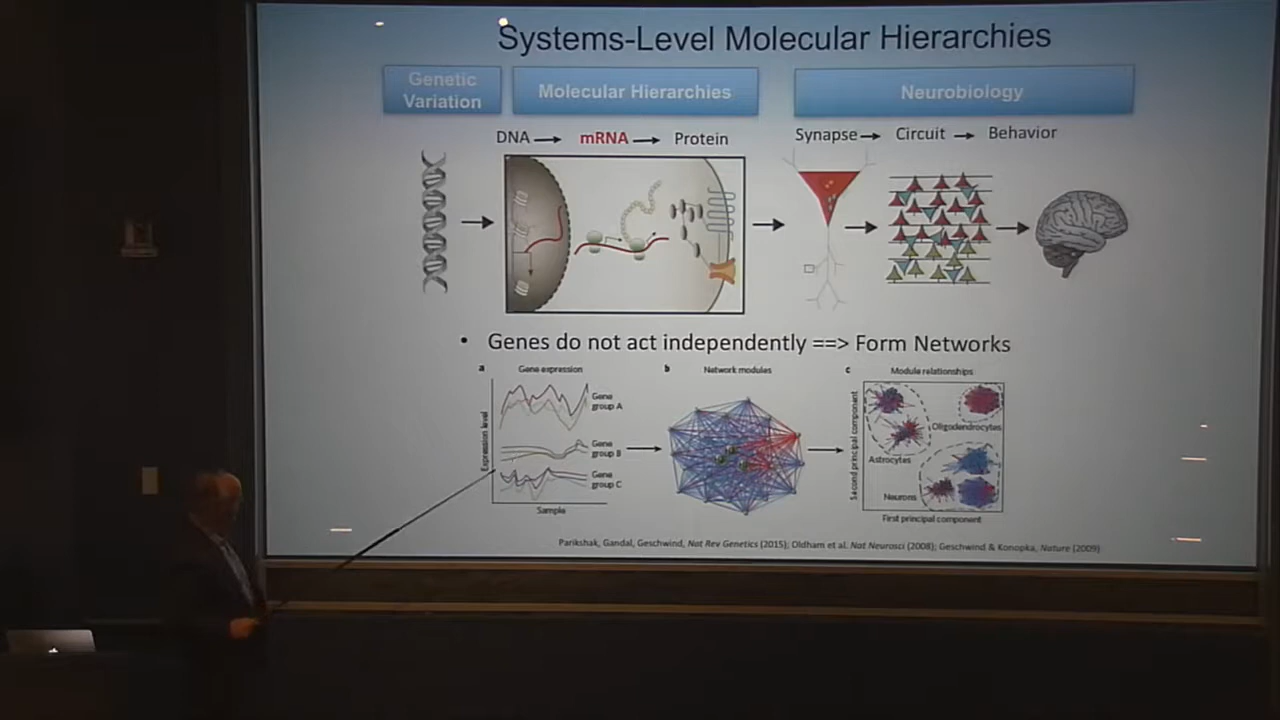 Systems-Level Molecular Hierarchies
Genetic
Variation
Molecular Hierarchies
Neurobiology
DNA → mRNA → Protein
Synapse → Circuit → Behavior
• Genes do not act independently ==> Form Networks
a Gene expression
b Network modules
c Module relationships
Expression level
Gene
group A
Gene
group B
Gene
group C
Sample
Second principal component
Oligodendrocytes
Astrocytes
Neurons
First principal component
Parikshak, Gandal, Geschwind, Nat Rev Genetics (2015); Oldham et al. Nat Neurosci (2008); Geschwind & Konopka, Nature (2009)